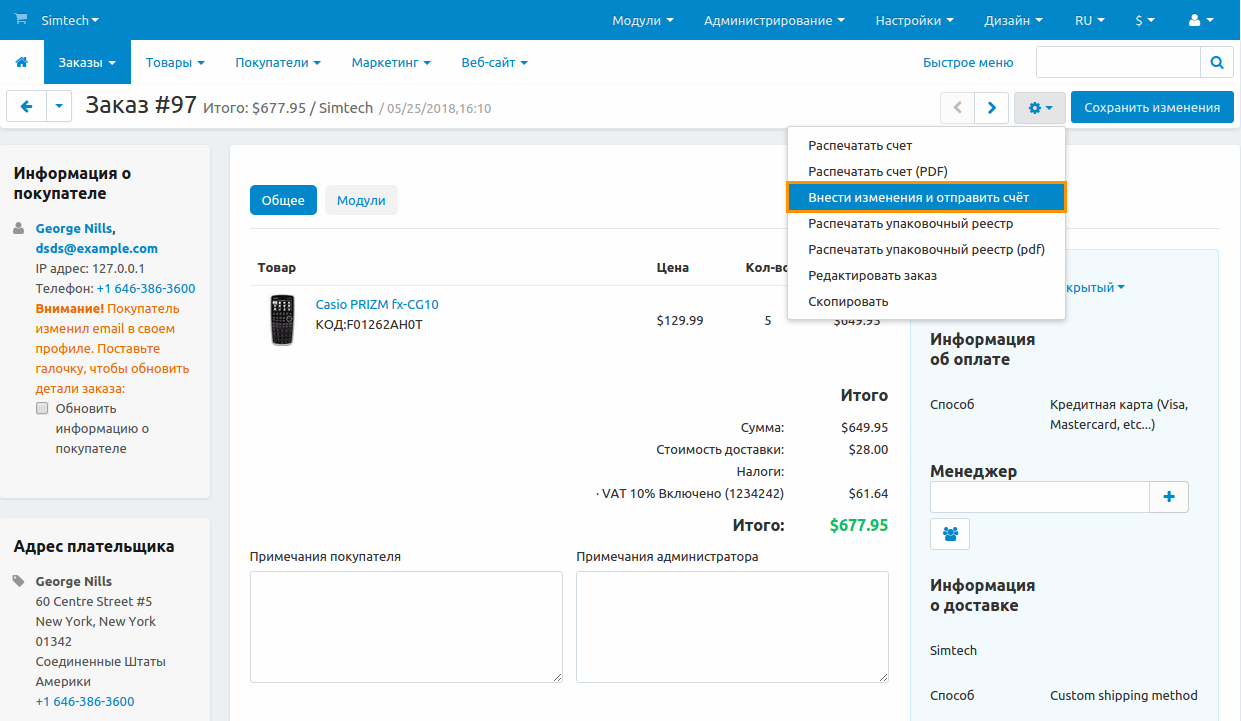 Simtech
Модули
Администрирование
Настройки
Дизайн
RU
$
Заказы
Товары
Покупатели
Маркетинг
Веб-сайт
Быстрое меню
Заказ #97 Итого: $677.95 / Simtech / 05/25/2018,16:10
Сохранить изменения
Распечатать счет
Распечатать счет (PDF)
Внести изменения и отправить счёт
Распечатать упаковочный реестр
Распечатать упаковочный реестр (pdf)
Редактировать заказ
Скопировать
Информация о
покупателе
George Nills,
dsds@example.com
IP адрес: 127.0.0.1
Телефон: +1 646-386-3600
Внимание! Покупатель
изменил email в своем
профиле. Поставьте
галочку, чтобы обновить
детали заказа:
Обновить
информацию о
покупателе
Адрес плательщика
George Nills
60 Centre Street #5
New York, New York
01342
Соединенные Штаты
Америки
+1 646-386-3600
Общее
Модули
Товар
Цена
Кол-во
Casio PRIZM fx-CG10
КОД:F01262AH0T
$129.99
5
$649.95
Итого
Сумма: $649.95
Стоимость доставки: $28.00
Налоги:
· VAT 10% Включено (1234242) $61.64
Итого: $677.95
Примечания покупателя
Примечания администратора
крытый
Информация
об оплате
Способ
Кредитная карта (Visa,
Mastercard, etc...)
Менеджер
Информация
о доставке
Simtech
Способ
Custom shipping method